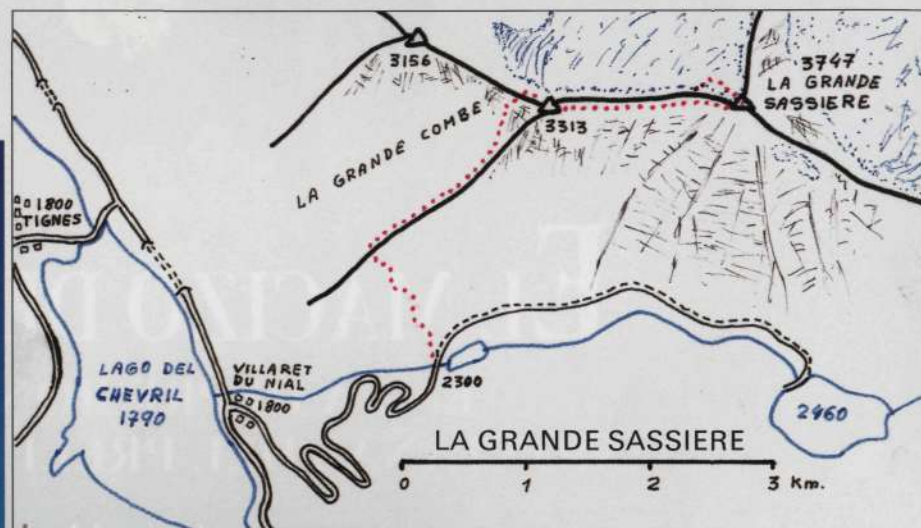 3156
3747
LA GRANDE
SASSIERE
3313
LA GRANDE COMBE
1800
TIGNES
LAGO DEL
CHEVRIL
1790
VILLARET
DU NIAL
1800
2300
2460
LA GRANDE SASSIERE
0 1 2 3 Km.